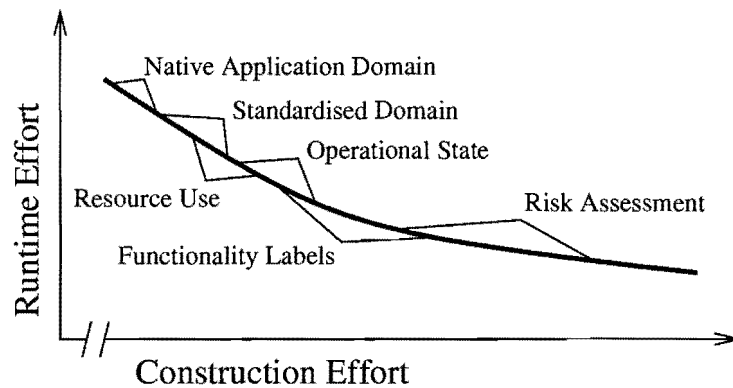 Native Application Domain
Standardised Domain
Operational State
Resource Use
Risk Assessment
Functionality Labels
Runtime Effort
Construction Effort